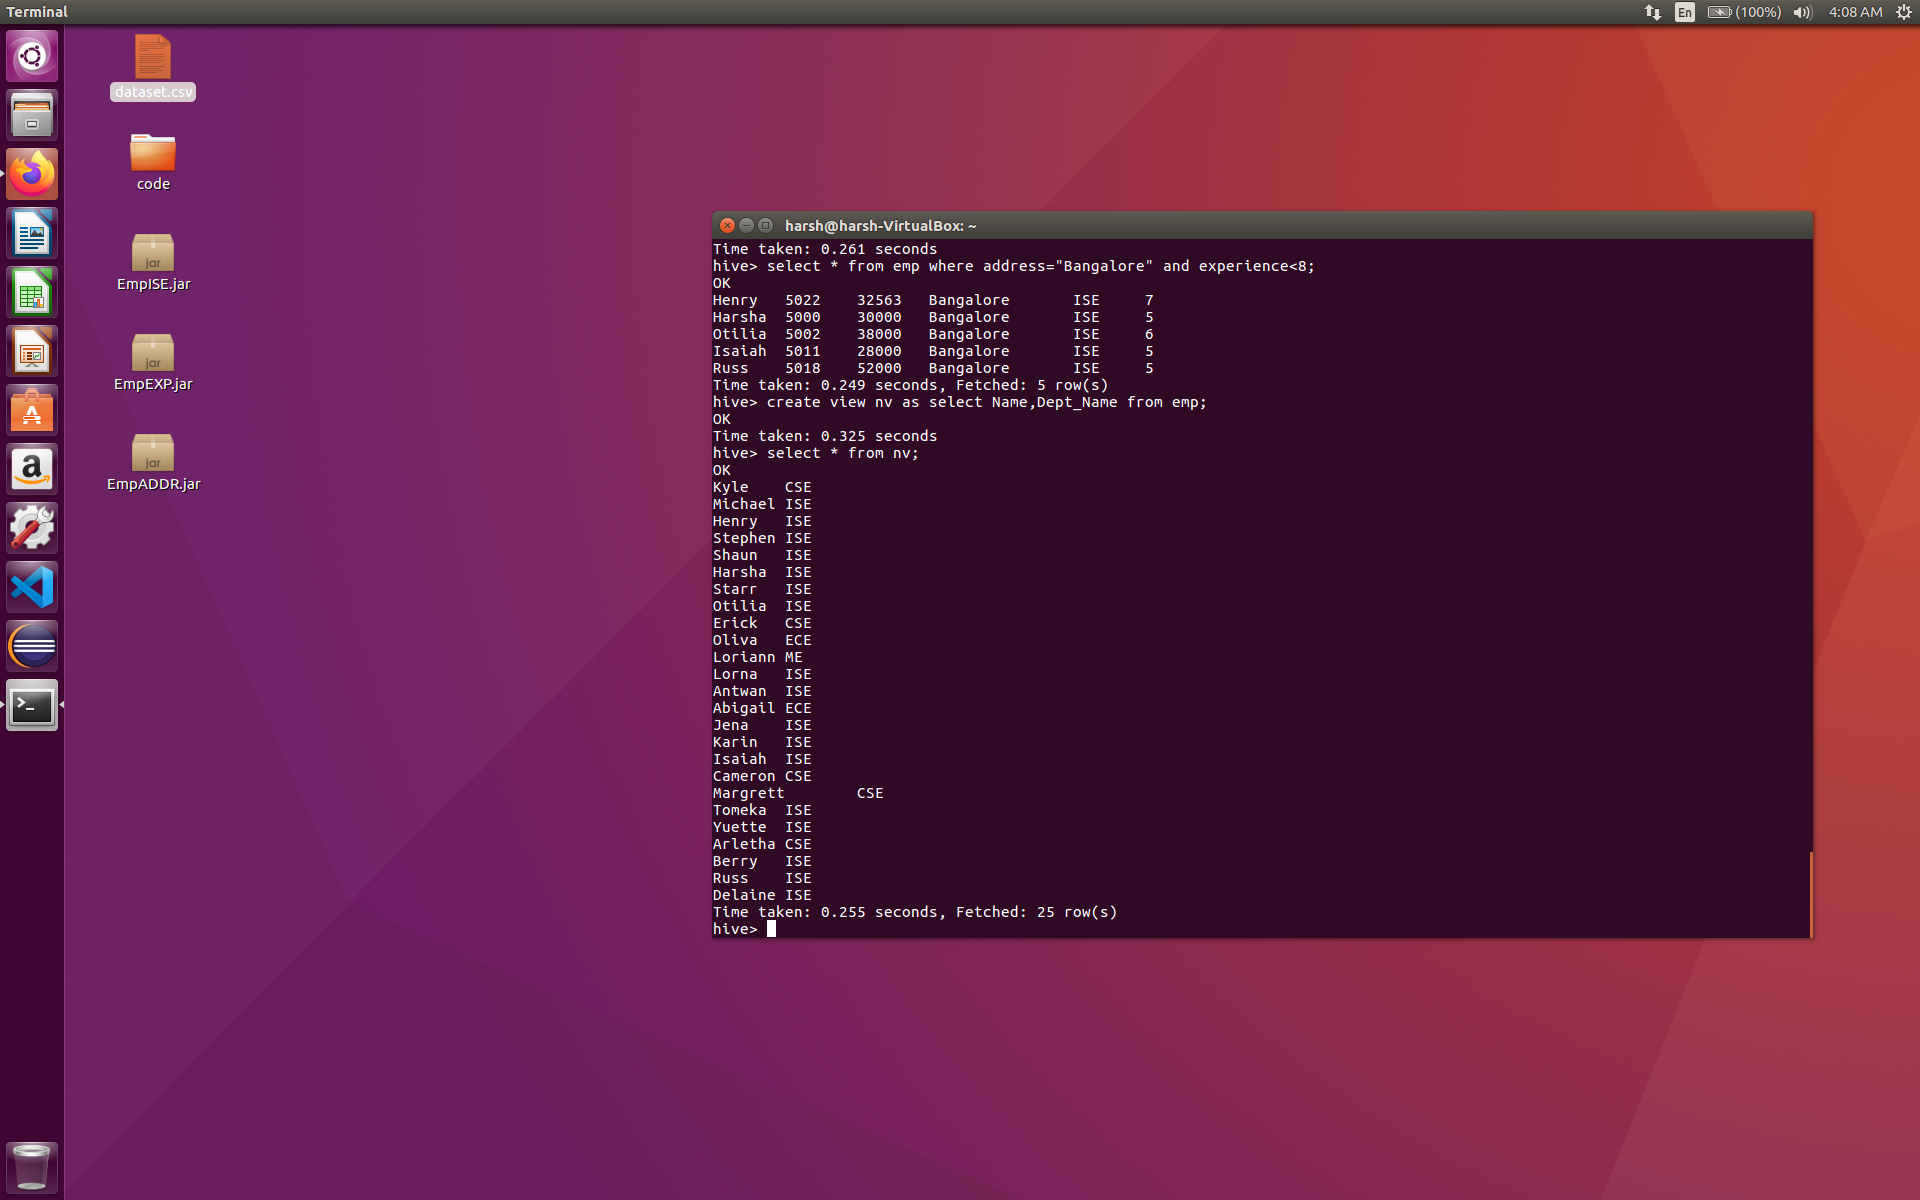 Terminal
En
(100%)
4:08 AM
dataset.csv
code
jar
EmpISE.jar
jar
EmpEXP.jar
jar
EmpADDR.jar
harsh@harsh-VirtualBox: ~
Time taken: 0.261 seconds
hive> select * from emp where address="Bangalore" and experience<8;
OK
Henry 5022 32563 Bangalore ISE 7
Harsha 5000 30000 Bangalore ISE 5
Otilia 5002 38000 Bangalore ISE 6
Isaiah 5011 28000 Bangalore ISE 5
Russ 5018 52000 Bangalore ISE 5
Time taken: 0.249 seconds, Fetched: 5 row(s)
hive> create view nv as select Name,Dept_Name from emp;
OK
Time taken: 0.325 seconds
hive> select * from nv;
OK
Kyle CSE
Michael ISE
Henry ISE
Stephen ISE
Shaun ISE
Harsha ISE
Starr ISE
Otilia ISE
Erick CSE
Oliva ECE
Loriann ME
Lorna ISE
Antwan ISE
Abigail ECE
Jena ISE
Karin ISE
Isaiah ISE
Cameron CSE
Margrett CSE
Tomeka ISE
Yuette ISE
Arletha CSE
Berry ISE
Russ ISE
Delaine ISE
Time taken: 0.255 seconds, Fetched: 25 row(s)
hive>